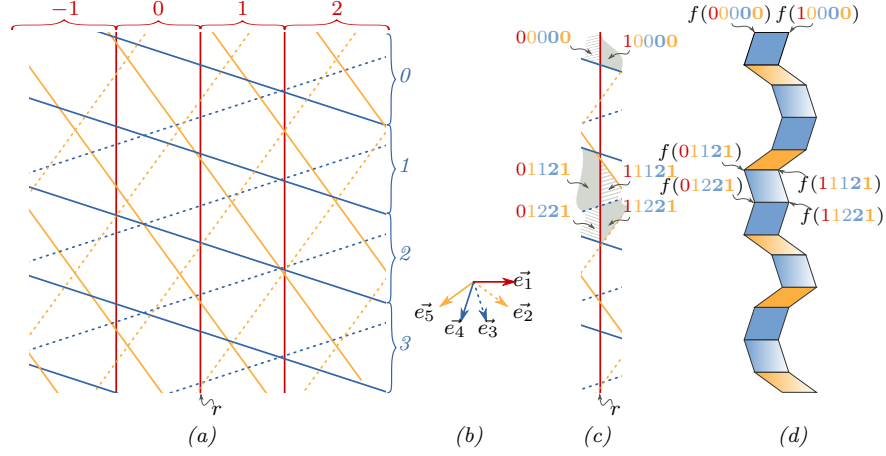 −1 0 1 2
0
1
2
3
r
(a)
e⃗1
e⃗2
e⃗3
e⃗4
e⃗5
(b)
00000 10000
01121 11121
01221 11221
r
(c)
f(00000) f(10000)
f(01121)
f(01221) f(11121)
f(11221)
(d)